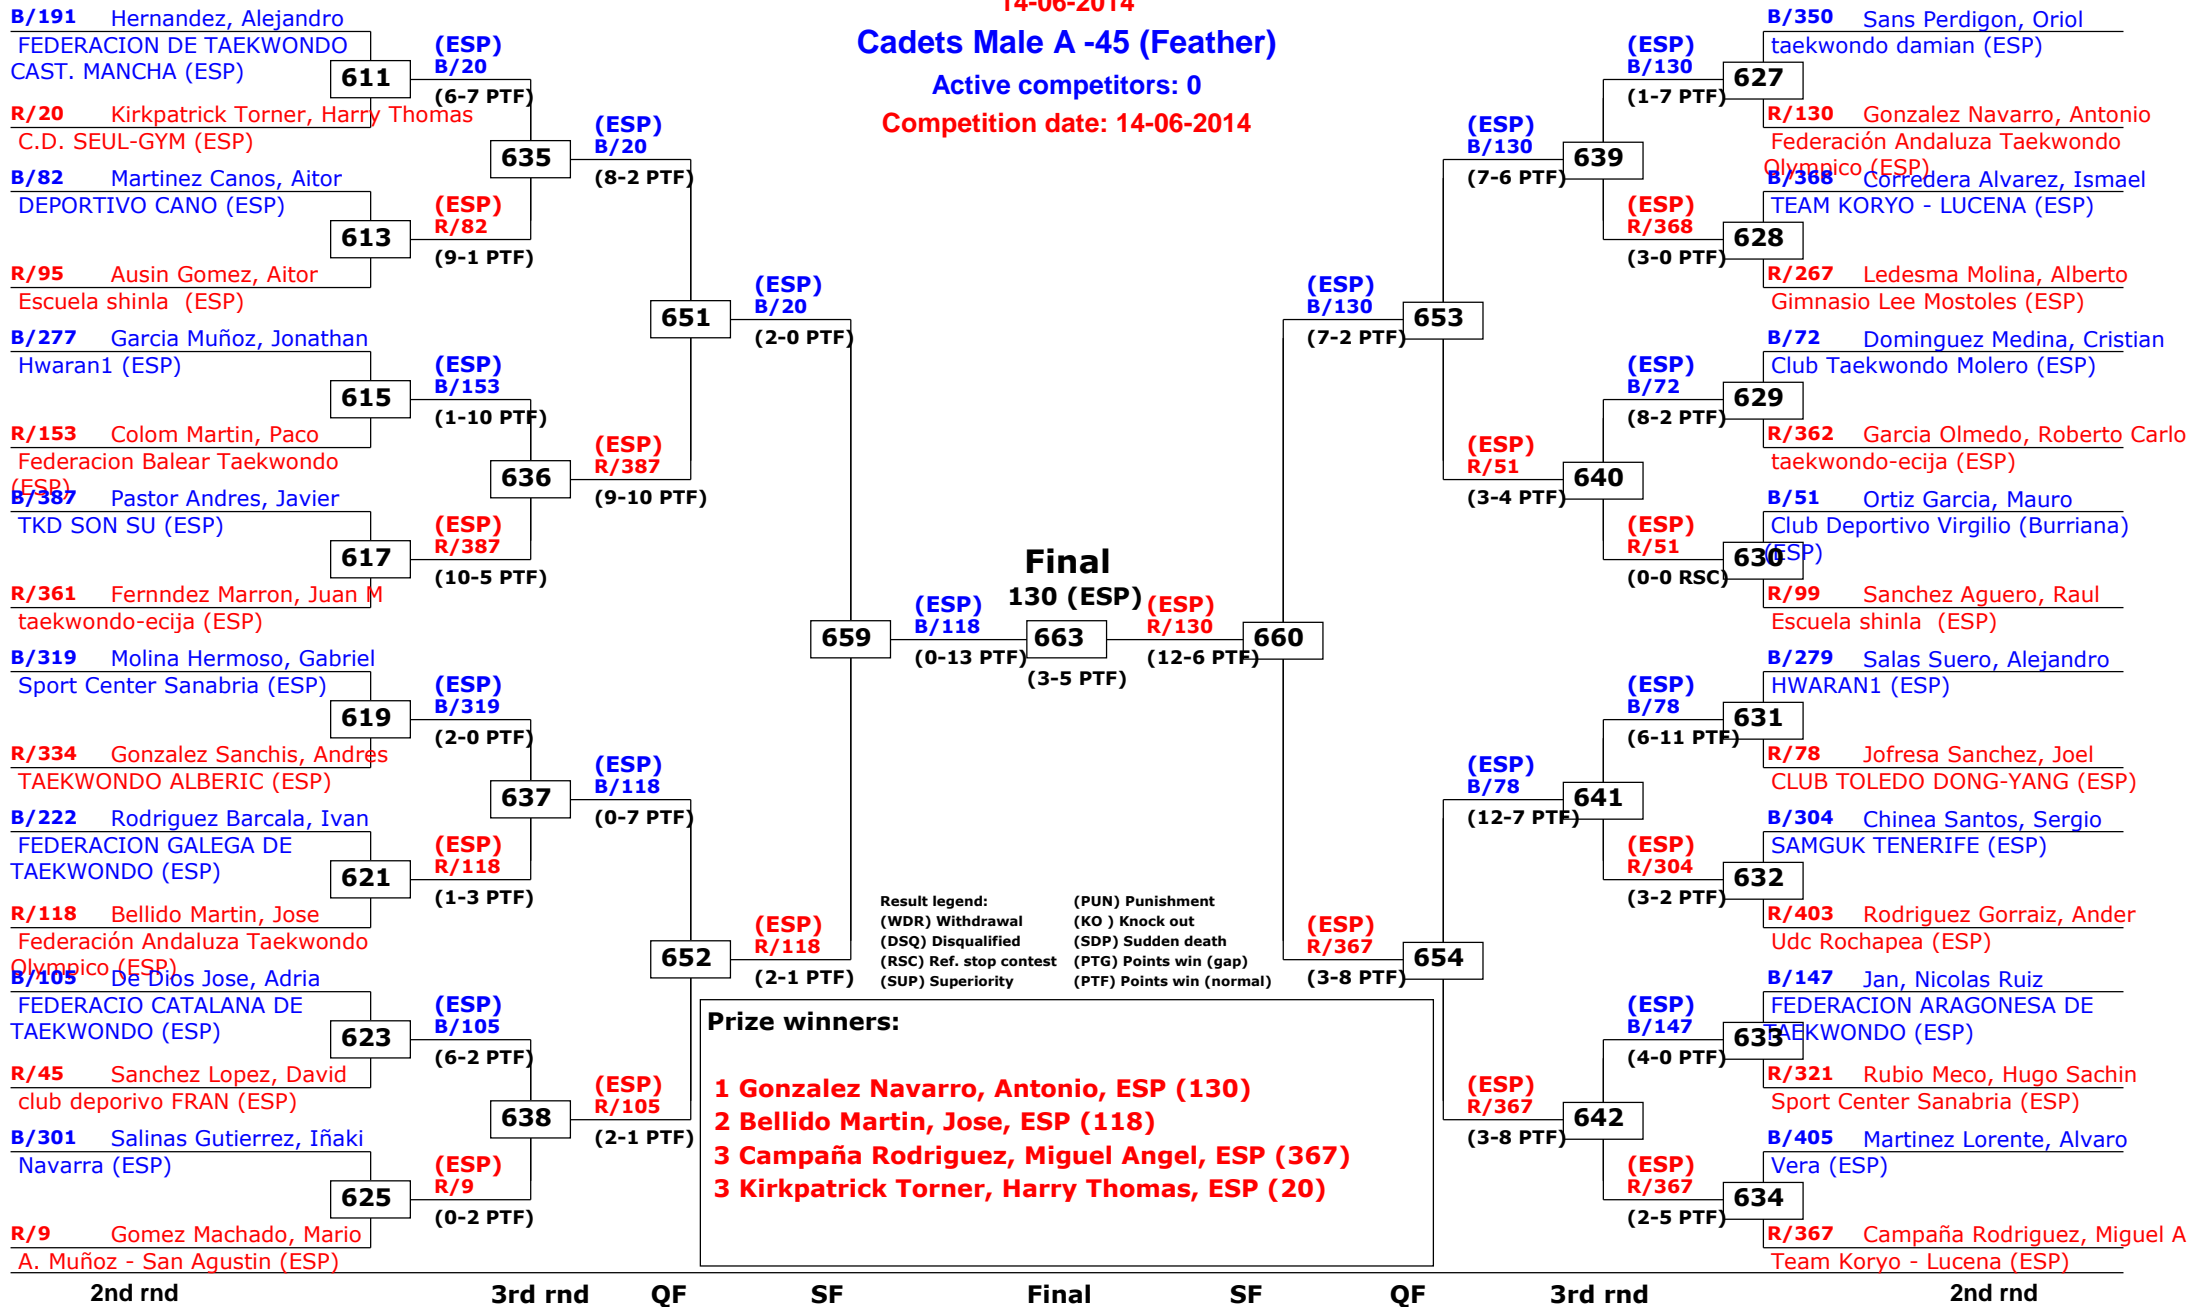 14-06-2014
Cadets Male A -45 (Feather)
Active competitors: 0
Competition date: 14-06-2014
B/191 Hernandez, Alejandro
FEDERACION DE TAEKWONDO
CAST. MANCHA (ESP)
611
R/20 Kirkpatrick Torner, Harry Thomas
C.D. SEUL-GYM (ESP)
B/82 Martinez Canos, Aitor
DEPORTIVO CANO (ESP)
613
R/95 Ausin Gomez, Aitor
Escuela shinla (ESP)
B/277 Garcia Muñoz, Jonathan
Hwaran1 (ESP)
615
R/153 Colom Martin, Paco
Federacion Balear Taekwondo
(ESP)
B/387 Pastor Andres, Javier
TKD SON SU (ESP)
617
R/361 Fernndez Marron, Juan M
taekwondo-ecija (ESP)
B/319 Molina Hermoso, Gabriel
Sport Center Sanabria (ESP)
619
R/334 Gonzalez Sanchis, Andres
TAEKWONDO ALBERIC (ESP)
B/222 Rodriguez Barcala, Ivan
FEDERACION GALEGA DE
TAEKWONDO (ESP)
621
R/118 Bellido Martin, Jose
Federación Andaluza Taekwondo
Olympico (ESP)
B/105 De Dios Jose, Adria
FEDERACIO CATALANA DE
TAEKWONDO (ESP)
623
R/45 Sanchez Lopez, David
club deporivo FRAN (ESP)
B/301 Salinas Gutierrez, Iñaki
Navarra (ESP)
625
R/9 Gomez Machado, Mario
A. Muñoz - San Agustin (ESP)
(ESP)
B/20
(6-7 PTF)
635
(ESP)
R/82
(9-1 PTF)
(ESP)
B/153
(1-10 PTF)
636
(ESP)
R/387
(10-5 PTF)
(ESP)
B/319
(2-0 PTF)
637
(ESP)
R/118
(1-3 PTF)
(ESP)
B/105
(6-2 PTF)
638
(ESP)
R/9
(0-2 PTF)
(ESP)
B/20
(8-2 PTF)
651
(ESP)
R/387
(9-10 PTF)
(ESP)
B/118
(0-7 PTF)
652
(ESP)
R/105
(2-1 PTF)
(ESP)
B/20
(2-0 PTF)
659
(ESP)
R/118
(2-1 PTF)
(ESP)
B/118
(0-13 PTF)
Final
130 (ESP)
663
(3-5 PTF)
(ESP)
R/130
(12-6 PTF)
660
(ESP)
B/130
(7-2 PTF)
653
(ESP)
R/367
(3-8 PTF)
654
(ESP)
B/130
(7-6 PTF)
639
(ESP)
R/51
(3-4 PTF)
640
(ESP)
B/78
(12-7 PTF)
641
(ESP)
R/367
(3-8 PTF)
642
(ESP)
B/130
(1-7 PTF)
627
(ESP)
R/368
(3-0 PTF)
628
(ESP)
B/72
(8-2 PTF)
629
(ESP)
R/51
(0-0 RSC)
630
(ESP)
B/78
(6-11 PTF)
631
(ESP)
R/304
(3-2 PTF)
632
(ESP)
B/147
(4-0 PTF)
633
(ESP)
R/367
(2-5 PTF)
634
B/350 Sans Perdigon, Oriol
taekwondo damian (ESP)
R/130 Gonzalez Navarro, Antonio
Federación Andaluza Taekwondo
Olympico (ESP)
B/368 Corredera Alvarez, Ismael
TEAM KORYO - LUCENA (ESP)
R/267 Ledesma Molina, Alberto
Gimnasio Lee Mostoles (ESP)
B/72 Dominguez Medina, Cristian
Club Taekwondo Molero (ESP)
R/362 Garcia Olmedo, Roberto Carlo
taekwondo-ecija (ESP)
B/51 Ortiz Garcia, Mauro
Club Deportivo Virgilio (Burriana)
(ESP)
R/99 Sanchez Aguero, Raul
Escuela shinla (ESP)
B/279 Salas Suero, Alejandro
HWARAN1 (ESP)
R/78 Jofresa Sanchez, Joel
CLUB TOLEDO DONG-YANG (ESP)
B/304 Chinea Santos, Sergio
SAMGUK TENERIFE (ESP)
R/403 Rodriguez Gorraiz, Ander
Udc Rochapea (ESP)
B/147 Jan, Nicolas Ruiz
FEDERACION ARAGONESA DE
TAEKWONDO (ESP)
R/321 Rubio Meco, Hugo Sachin
Sport Center Sanabria (ESP)
B/405 Martinez Lorente, Alvaro
Vera (ESP)
R/367 Campaña Rodriguez, Miguel A
Team Koryo - Lucena (ESP)
Result legend: (PUN) Punishment
(WDR) Withdrawal (KO ) Knock out
(DSQ) Disqualified (SDP) Sudden death
(RSC) Ref. stop contest (PTG) Points win (gap)
(SUP) Superiority (PTF) Points win (normal)
Prize winners:
1 Gonzalez Navarro, Antonio, ESP (130)
2 Bellido Martin, Jose, ESP (118)
3 Campaña Rodriguez, Miguel Angel, ESP (367)
3 Kirkpatrick Torner, Harry Thomas, ESP (20)
2nd rnd 3rd rnd QF SF Final SF QF 3rd rnd 2nd rnd